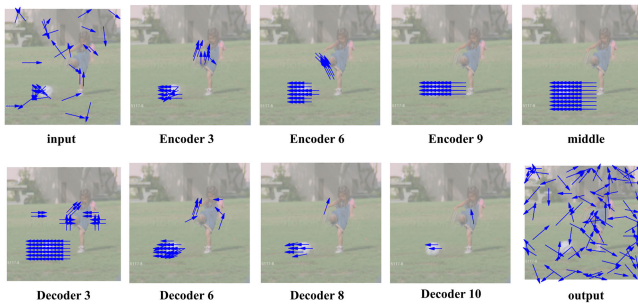 input
Encoder 3
Encoder 6
Encoder 9
middle
Decoder 3
Decoder 6
Decoder 8
Decoder 10
output